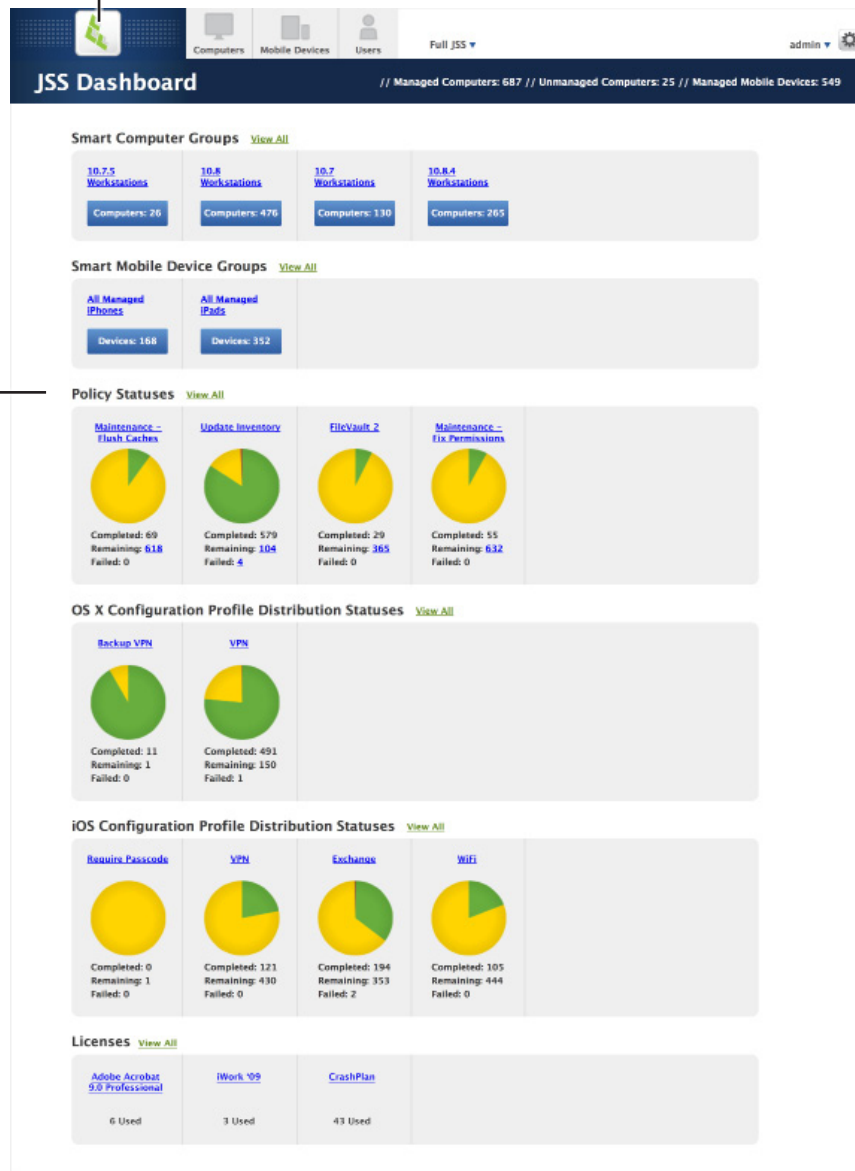 Computers Mobile Devices Users Full JSS ▾ admin ▾
JSS Dashboard // Managed Computers: 687 // Unmanaged Computers: 25 // Managed Mobile Devices: 549
Smart Computer Groups View All
10.7.5 Workstations
Computers: 26
10.8 Workstations
Computers: 476
10.7 Workstations
Computers: 130
10.8.4 Workstations
Computers: 265
Smart Mobile Device Groups View All
All Managed iPhones
Devices: 168
All Managed iPads
Devices: 352
Policy Statuses View All
Maintenance – Flush Caches
Completed: 69
Remaining: 618
Failed: 0
Update Inventory
Completed: 579
Remaining: 104
Failed: 4
FileVault 2
Completed: 29
Remaining: 365
Failed: 0
Maintenance – Fix Permissions
Completed: 55
Remaining: 632
Failed: 0
OS X Configuration Profile Distribution Statuses View All
Backup VPN
Completed: 11
Remaining: 1
Failed: 0
VPN
Completed: 491
Remaining: 150
Failed: 1
iOS Configuration Profile Distribution Statuses View All
Require Passcode
Completed: 0
Remaining: 1
Failed: 0
VPN
Completed: 121
Remaining: 430
Failed: 0
Exchange
Completed: 194
Remaining: 353
Failed: 2
WiFi
Completed: 105
Remaining: 444
Failed: 0
Licenses View All
Adobe Acrobat 9.0 Professional
6 Used
iWork '09
3 Used
CrashPlan
43 Used